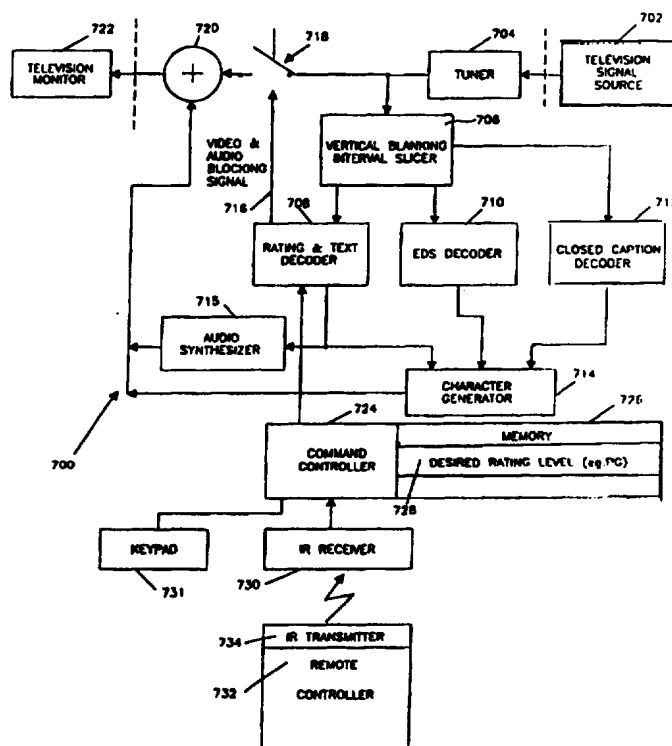 722
720
718
704
702
TELEVISION
MONITOR
TUNER
TELEVISION
SIGNAL
SOURCE
706
VIDEO &
AUDIO
BLOCKING
SIGNAL
VERTICAL BLANKING
INTERVAL SLICER
716
708
710
RATING & TEXT
DECODER
EDS DECODER
CLOSED CAPTION
DECODER
715
AUDIO
SYNTHESIZER
CHARACTER
GENERATOR
714
724
726
700
COMMAND
CONTROLLER
MEMORY
DESIRED RATING LEVEL (eg.PG)
728
KEYPAD
IR RECEIVER
731
730
734
IR TRANSMITTER
732
REMOTE
CONTROLLER